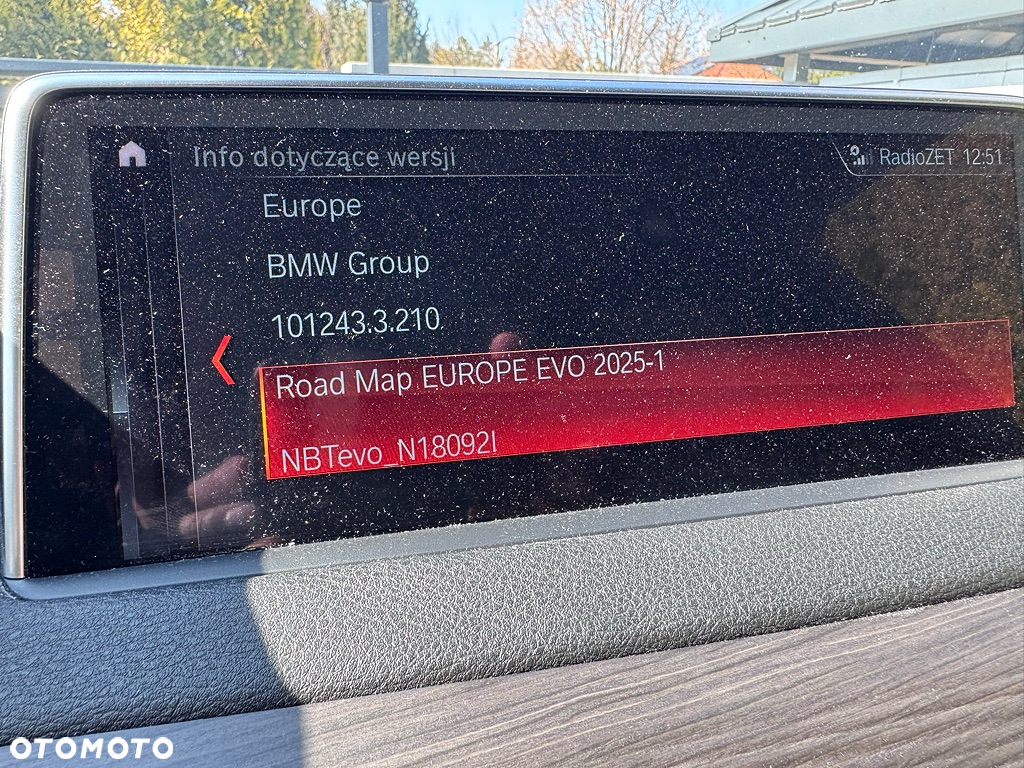 Info dotyczące wersji
RadioZET 12:51
Europe
BMW Group
101243.3.210
Road Map EUROPE EVO 2025-1
NBTevo_N18092I
OTOMOTO